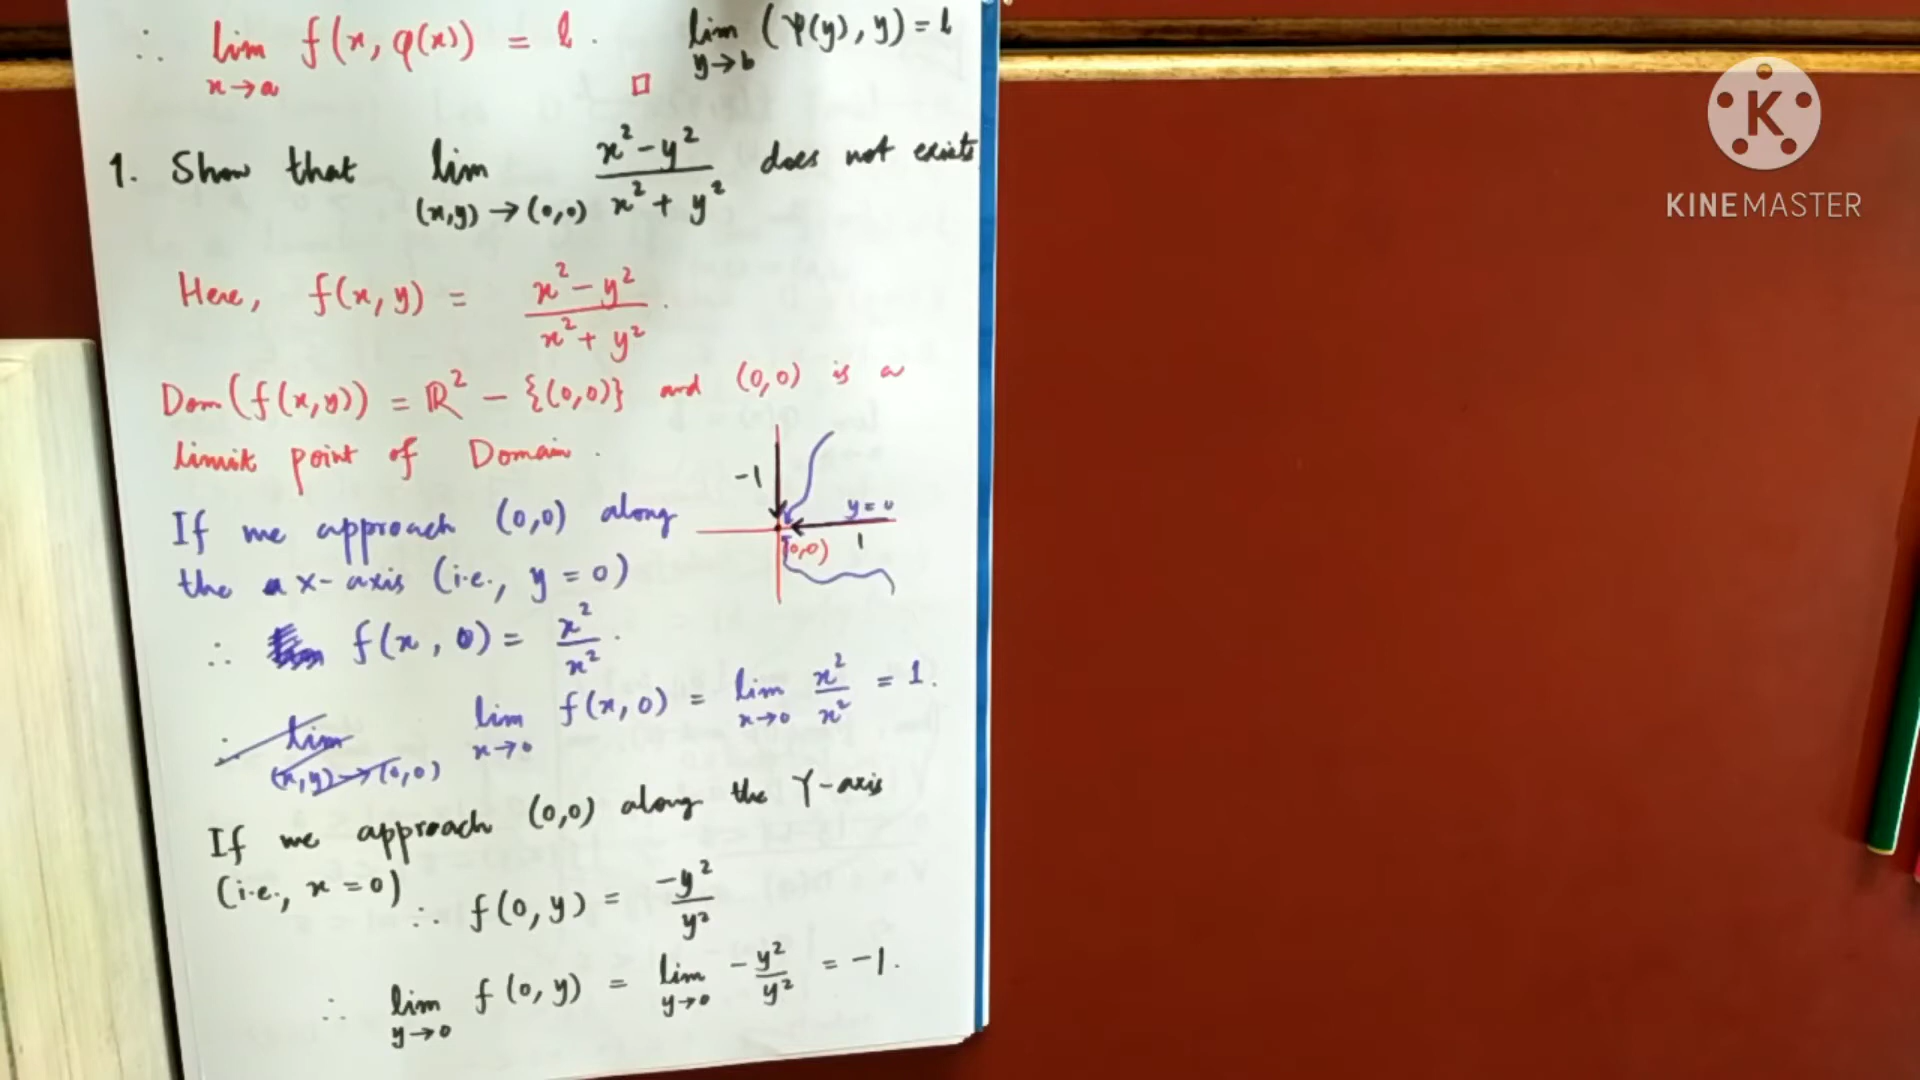 ∴ lim x→a f(x, φ(x)) = l . lim y→b (ψ(y), y) = l
1. Show that lim (x,y) → (0,0) x² - y² / x² + y² does not exists
Here, f(x, y) = x² - y² / x² + y² .
Dom(f(x,y)) = ℝ² - {(0,0)} and (0,0) is a
limit point of Domain .
-1
y = 0
1
(0,0)
If we approach (0,0) along
the x-axis (i.e., y = 0)
∴ f(x, 0) = x² / x² .
∴ lim (x,y) → (0,0) lim x→0 f(x, 0) = lim x→0 x² / x² = 1 .
If we approach (0,0) along the Y-axis
(i.e., x = 0) ∴ f(0, y) = -y² / y²
∴ lim y→0 f(0, y) = lim y→0 - y² / y² = -1 .
K
KINEMASTER